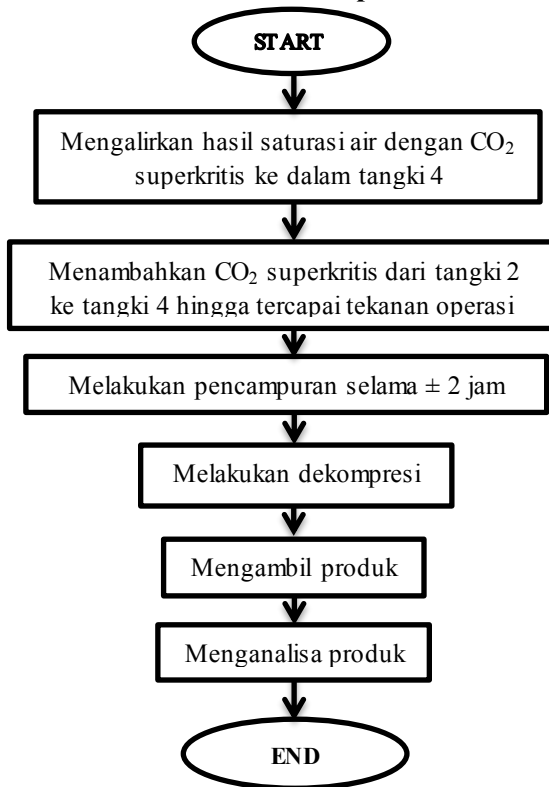 START
Mengalirkan hasil saturasi air dengan CO₂
superkritis ke dalam tangki 4
Menambahkan CO₂ superkritis dari tangki 2
ke tangki 4 hingga tercapai tekanan operasi
Melakukan pencampuran selama ± 2 jam
Melakukan dekompresi
Mengambil produk
Menganalisa produk
END